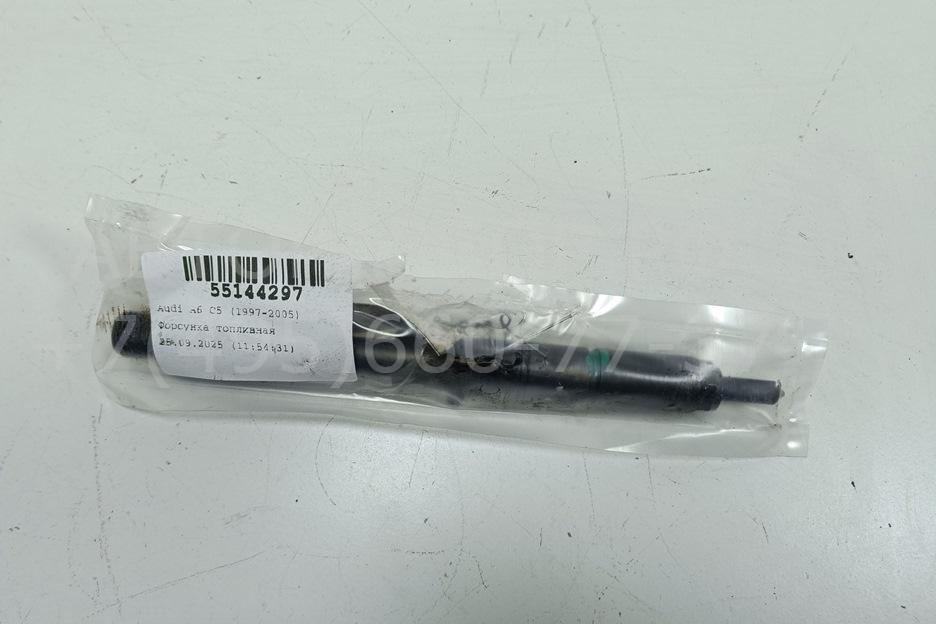 55144297
Audi A6 C5 (1997-2005)
Форсунка топливная
25.09.2025 (11:54:31)